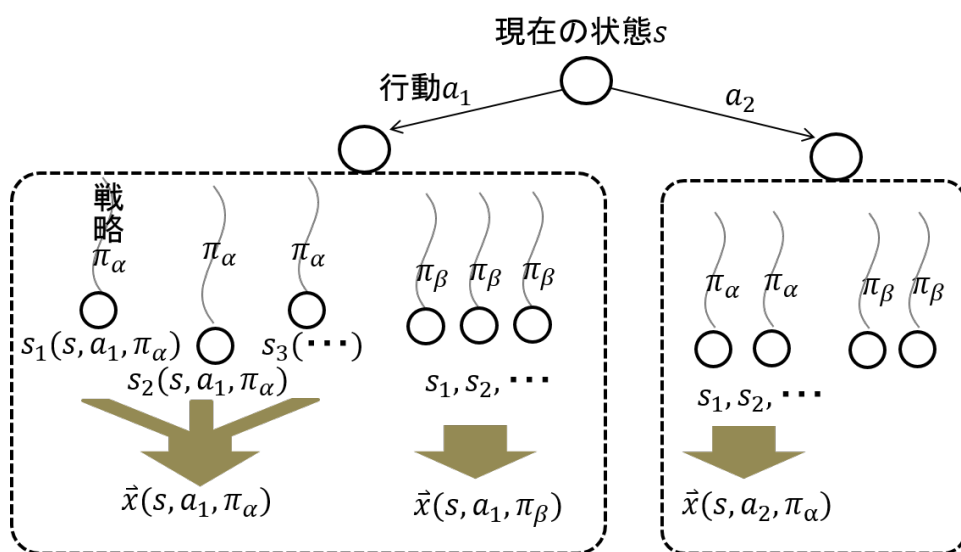 現在の状態s
行動a₁
a₂
戦略
π_α
π_α
π_α
π_β π_β π_β
π_α π_α π_β π_β
s₁(s, a₁, π_α)
s₂(s, a₁, π_α)
s₃(⋯)
s₁, s₂, ⋯
s₁, s₂, ⋯
x⃗(s, a₁, π_α)
x⃗(s, a₁, π_β)
x⃗(s, a₂, π_α)